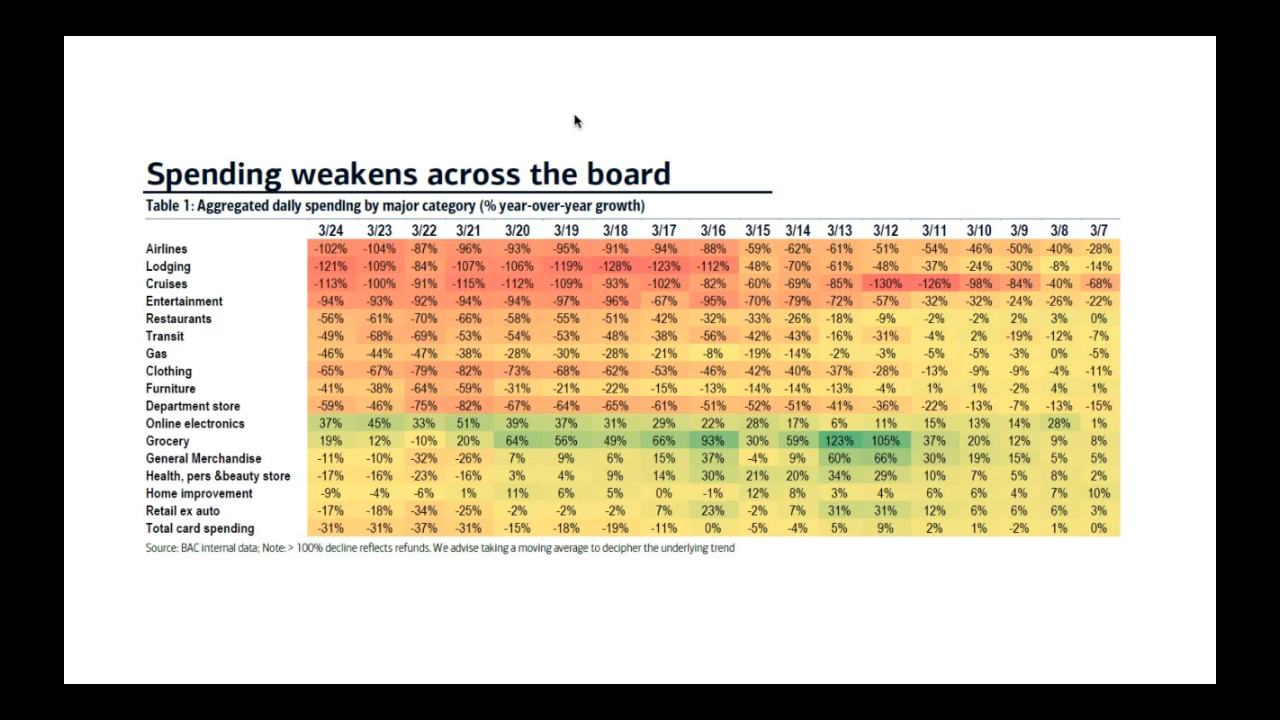 Spending weakens across the board
Table 1: Aggregated daily spending by major category (% year-over-year growth)
3/24 3/23 3/22 3/21 3/20 3/19 3/18 3/17 3/16 3/15 3/14 3/13 3/12 3/11 3/10 3/9 3/8 3/7
Airlines -102% -104% -87% -96% -93% -95% -91% -94% -88% -59% -62% -61% -51% -54% -46% -50% -40% -28%
Lodging -121% -109% -84% -107% -106% -119% -128% -123% -112% -48% -70% -61% -48% -37% -24% -30% -8% -14%
Cruises -113% -100% -91% -115% -112% -109% -93% -102% -82% -60% -69% -85% -130% -126% -98% -84% -40% -68%
Entertainment -94% -93% -92% -94% -94% -97% -96% -67% -95% -70% -79% -72% -57% -32% -32% -24% -26% -22%
Restaurants -56% -61% -70% -66% -58% -55% -51% -42% -32% -33% -26% -18% -9% -2% -2% 2% 3% 0%
Transit -49% -68% -69% -53% -54% -53% -48% -38% -56% -42% -43% -16% -31% -4% 2% -19% -12% -7%
Gas -46% -44% -47% -38% -28% -30% -28% -21% -8% -19% -14% -2% -3% -5% -5% -3% 0% -5%
Clothing -65% -67% -79% -82% -73% -68% -62% -53% -46% -42% -40% -37% -28% -13% -9% -9% -4% -11%
Furniture -41% -38% -64% -59% -31% -21% -22% -15% -13% -14% -14% -13% -4% 1% 1% -2% 4% 1%
Department store -59% -46% -75% -82% -67% -64% -65% -61% -51% -52% -51% -41% -36% -22% -13% -7% -13% -15%
Online electronics 37% 45% 33% 51% 39% 37% 31% 29% 22% 28% 17% 6% 11% 15% 13% 14% 28% 1%
Grocery 19% 12% -10% 20% 64% 56% 49% 66% 93% 30% 59% 123% 105% 37% 20% 12% 9% 8%
General Merchandise -11% -10% -32% -26% 7% 9% 6% 15% 37% -4% 9% 60% 66% 30% 19% 15% 5% 5%
Health, pers &beauty store -17% -16% -23% -16% 3% 4% 9% 14% 30% 21% 20% 34% 29% 10% 7% 5% 8% 2%
Home improvement -9% -4% -6% 1% 11% 6% 5% 0% -1% 12% 8% 3% 4% 6% 6% 4% 7% 10%
Retail ex auto -17% -18% -34% -25% -2% -2% -2% 7% 23% -2% 7% 31% 31% 12% 6% 6% 6% 3%
Total card spending -31% -31% -37% -31% -15% -18% -19% -11% 0% -5% -4% 5% 9% 2% 1% -2% 1% 0%
Source: BAC internal data; Note: > 100% decline reflects refunds. We advise taking a moving average to decipher the underlying trend